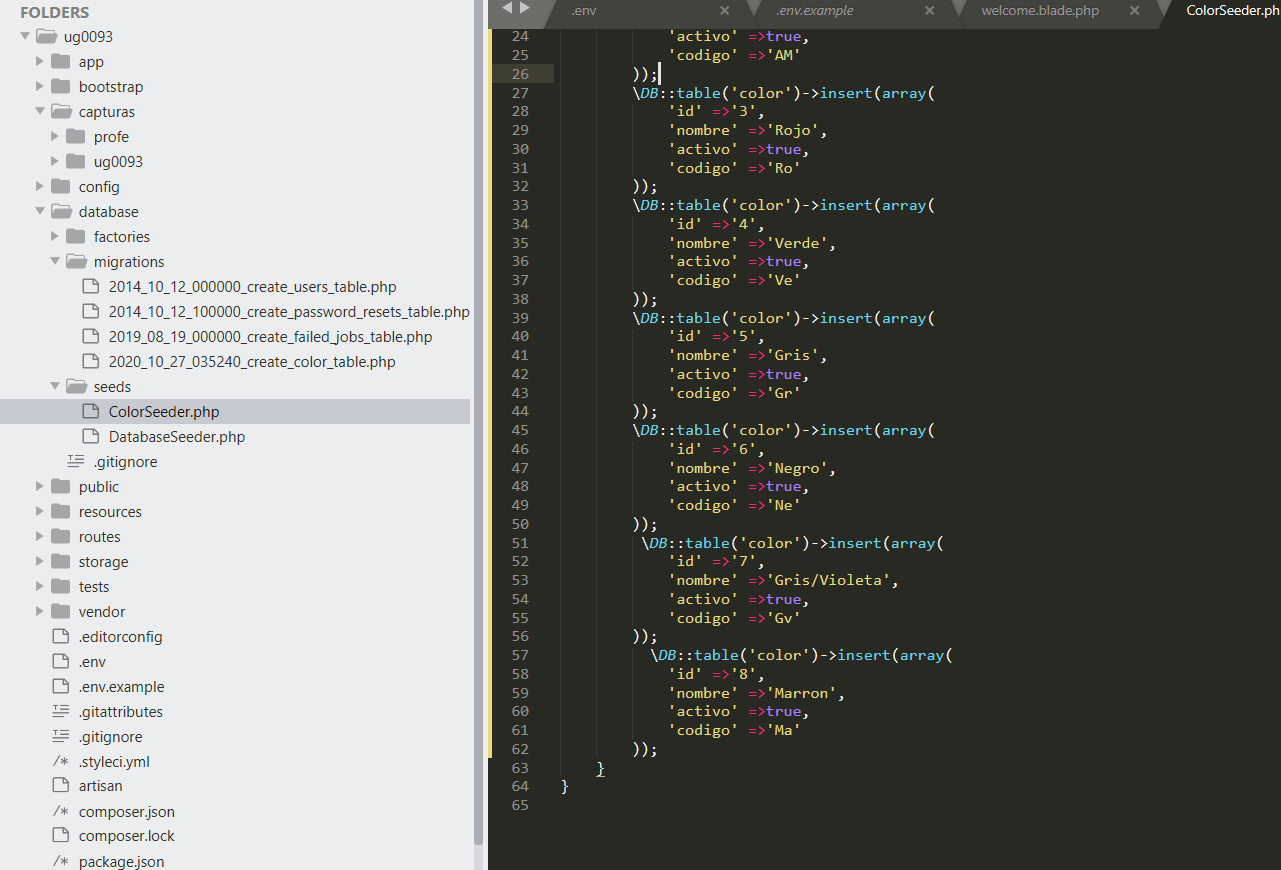 FOLDERS
ug0093
app
bootstrap
capturas
profe
ug0093
config
database
factories
migrations
2014_10_12_000000_create_users_table.php
2014_10_12_100000_create_password_resets_table.php
2019_08_19_000000_create_failed_jobs_table.php
2020_10_27_035240_create_color_table.php
seeds
ColorSeeder.php
DatabaseSeeder.php
.gitignore
public
resources
routes
storage
tests
vendor
.editorconfig
.env
.env.example
.gitattributes
.gitignore
/* .styleci.yml
artisan
/* composer.json
composer.lock
/* package.json
.env × .env.example × welcome.blade.php × ColorSeeder.ph
24 'activo' =>true,
25 'codigo' =>'AM'
26 ));
27 \DB::table('color')->insert(array(
28 'id' =>'3',
29 'nombre' =>'Rojo',
30 'activo' =>true,
31 'codigo' =>'Ro'
32 ));
33 \DB::table('color')->insert(array(
34 'id' =>'4',
35 'nombre' =>'Verde',
36 'activo' =>true,
37 'codigo' =>'Ve'
38 ));
39 \DB::table('color')->insert(array(
40 'id' =>'5',
41 'nombre' =>'Gris',
42 'activo' =>true,
43 'codigo' =>'Gr'
44 ));
45 \DB::table('color')->insert(array(
46 'id' =>'6',
47 'nombre' =>'Negro',
48 'activo' =>true,
49 'codigo' =>'Ne'
50 ));
51 \DB::table('color')->insert(array(
52 'id' =>'7',
53 'nombre' =>'Gris/Violeta',
54 'activo' =>true,
55 'codigo' =>'Gv'
56 ));
57 \DB::table('color')->insert(array(
58 'id' =>'8',
59 'nombre' =>'Marron',
60 'activo' =>true,
61 'codigo' =>'Ma'
62 ));
63 }
64 }
65